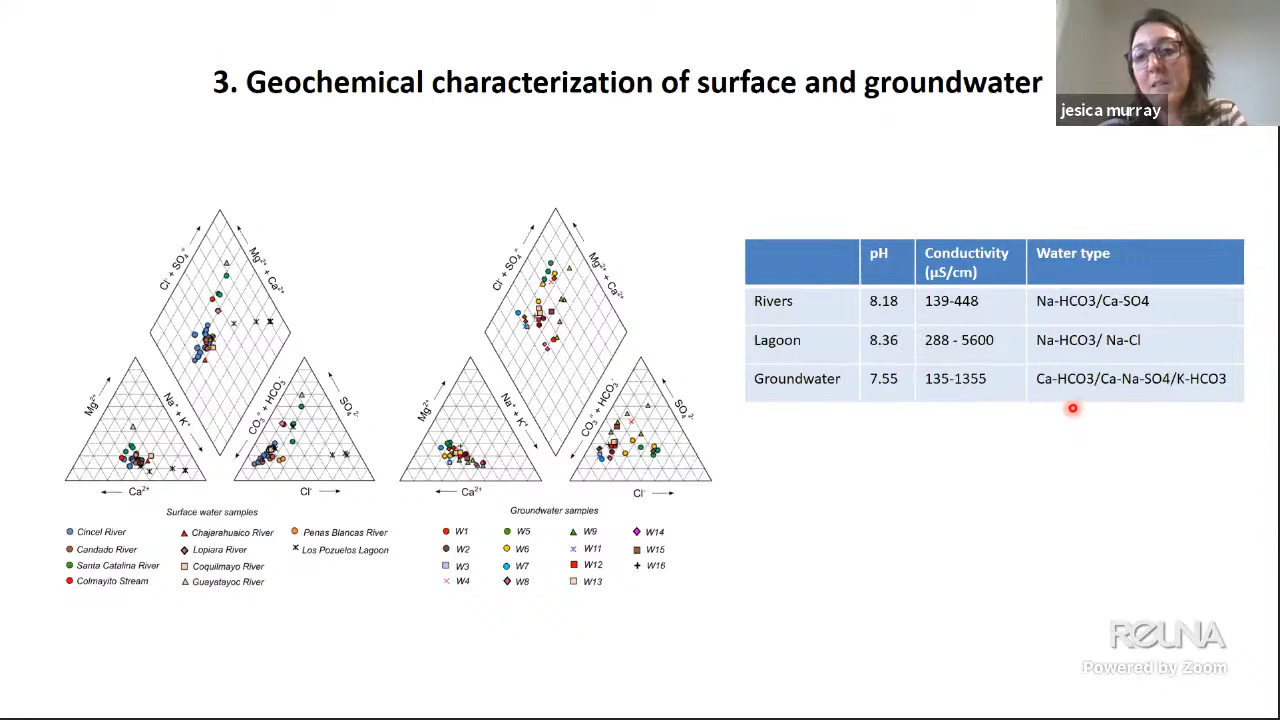 3. Geochemical characterization of surface and groundwater
jesica murray
Cl⁻ + SO₄⁼
Mg²⁺ + Ca²⁺
Mg²⁺
Na⁺ + K⁺
CO₃⁼ + HCO₃⁻
SO₄²⁻
Ca²⁺
Cl⁻
Cl⁻ + SO₄⁼
Mg²⁺ + Ca²⁺
Mg²⁺
Na⁺ + K⁺
CO₃⁼ + HCO₃⁻
SO₄²⁻
Ca²⁺
Cl⁻
Surface water samples
Cincel River
Candado River
Santa Catalina River
Colmayito Stream
Chajarahuaico River
Lopiara River
Coquilmayo River
Guayatayoc River
Penas Blancas River
Los Pozuelos Lagoon
Groundwater samples
W1
W2
W3
W4
W5
W6
W7
W8
W9
W11
W12
W13
W14
W15
W16
pH Conductivity (µS/cm) Water type
Rivers 8.18 139-448 Na-HCO3/Ca-SO4
Lagoon 8.36 288 - 5600 Na-HCO3/ Na-Cl
Groundwater 7.55 135-1355 Ca-HCO3/Ca-Na-SO4/K-HCO3
REUNA
Powered by Zoom